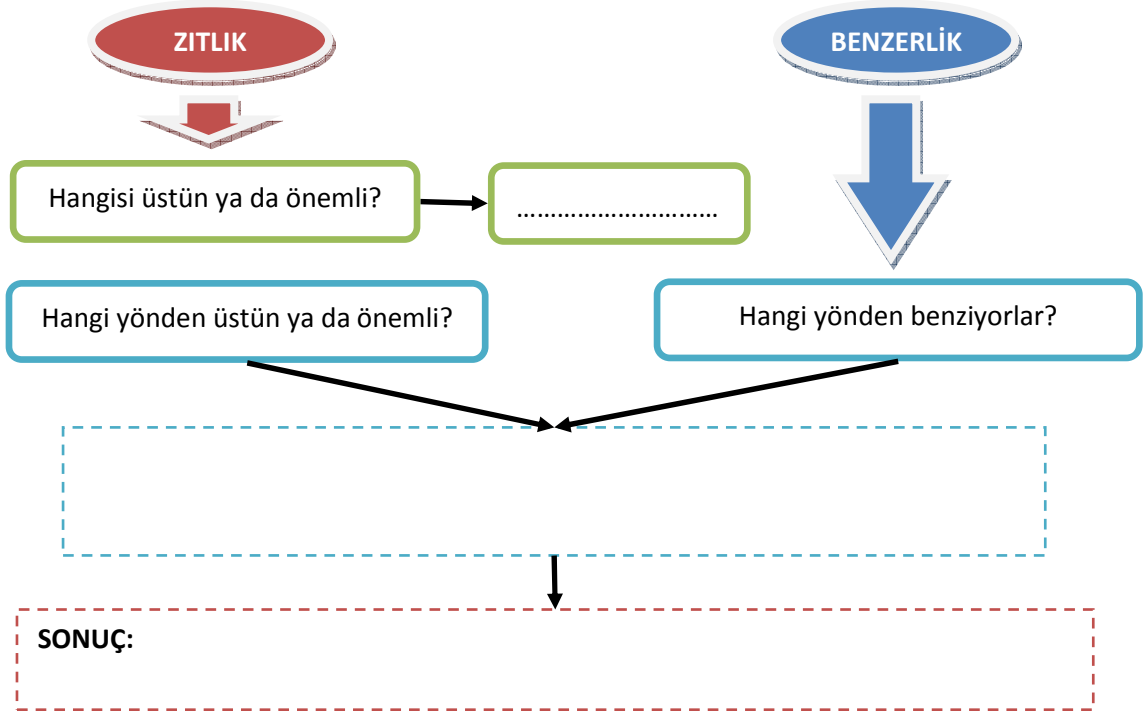 ZITLIK
BENZERLİK
Hangisi üstün ya da önemli?
…………………………
Hangi yönden üstün ya da önemli?
Hangi yönden benziyorlar?
SONUÇ: